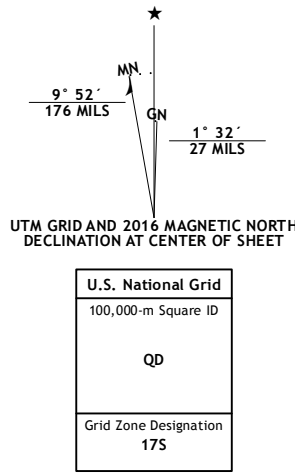 MN
9° 52´
176 MILS
GN
1° 32´
27 MILS
UTM GRID AND 2016 MAGNETIC NORTH
DECLINATION AT CENTER OF SHEET
U.S. National Grid
100,000-m Square ID
QD
Grid Zone Designation
17S